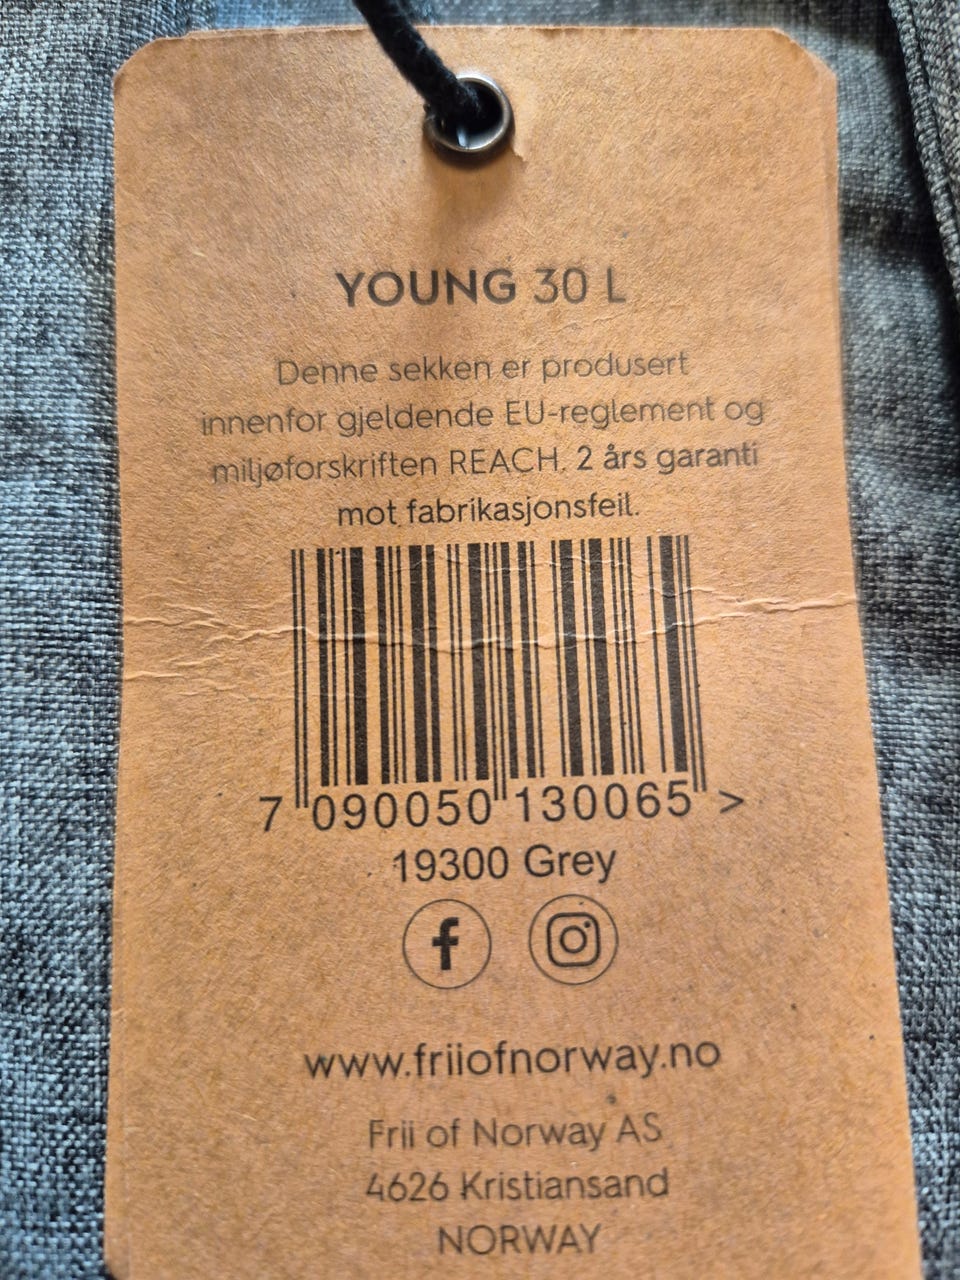 YOUNG 30 L
Denne sekken er produsert
innenfor gjeldende EU-reglement og
miljøforskriften REACH. 2 års garanti
mot fabrikasjonsfeil.
7 090050 130065 >
19300 Grey
www.friiofnorway.no
Frii of Norway AS
4626 Kristiansand
NORWAY